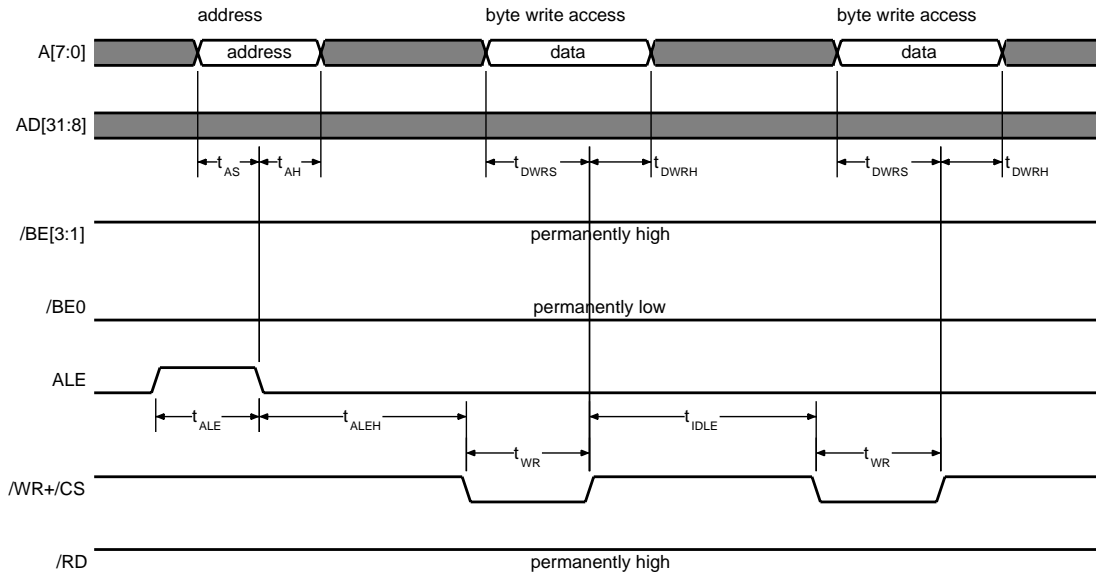 address byte write access byte write access
A[7:0] address data data
AD[31:8]
tAS tAH tDWRS tDWRH tDWRS tDWRH
/BE[3:1] permanently high
/BE0 permanently low
ALE
tALE tALEH tIDLE
tWR tWR
/WR+/CS
/RD permanently high